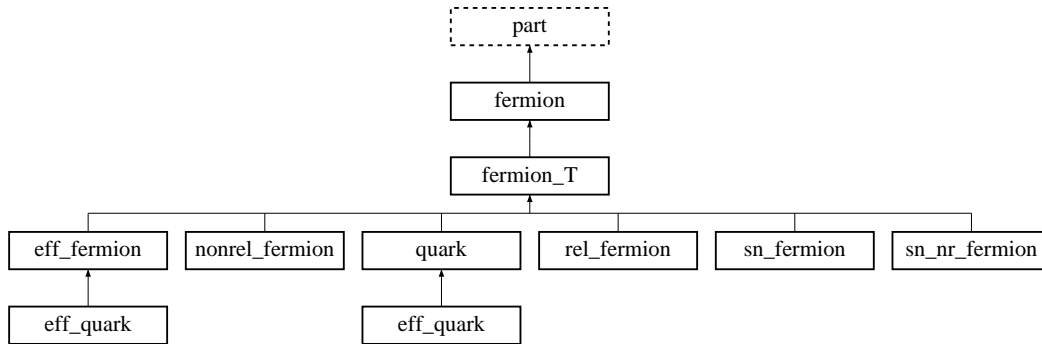 part
fermion
fermion_T
eff_fermion nonrel_fermion quark rel_fermion sn_fermion sn_nr_fermion
eff_quark eff_quark